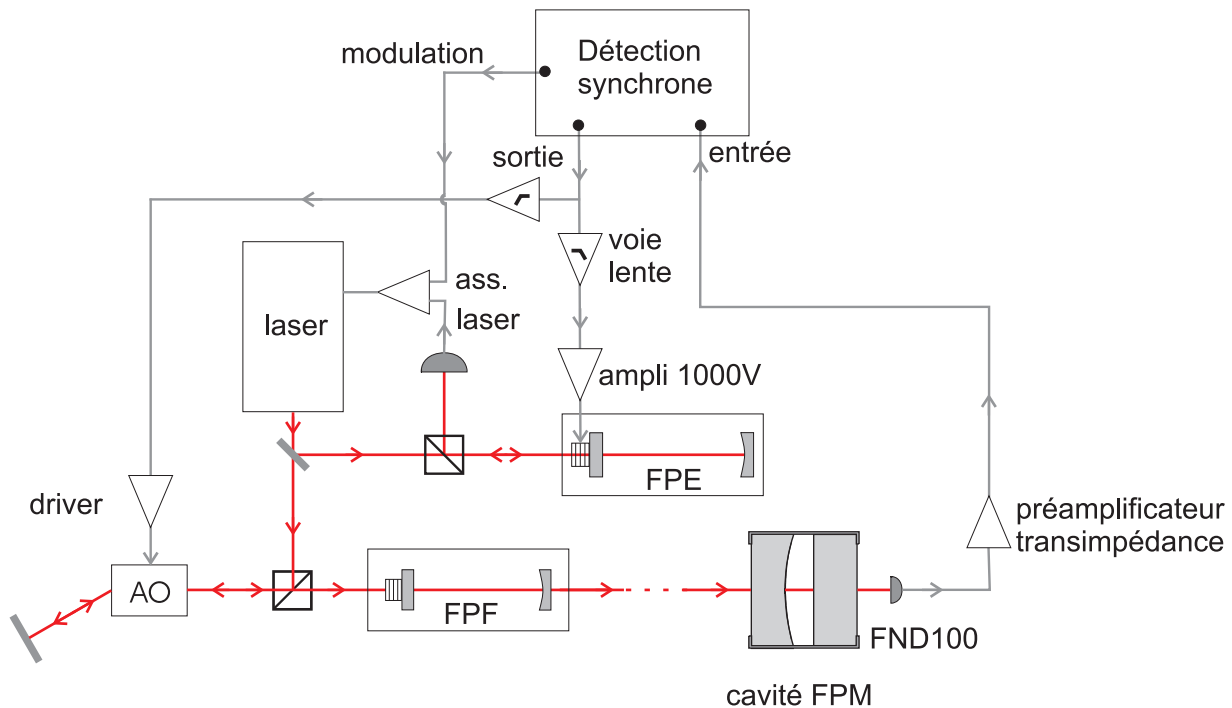 modulation
Détection
synchrone
sortie
entrée
voie
lente
ass.
laser
laser
ampli 1000V
FPE
driver
préamplificateur
transimpédance
AO
FPF
FND100
cavité FPM